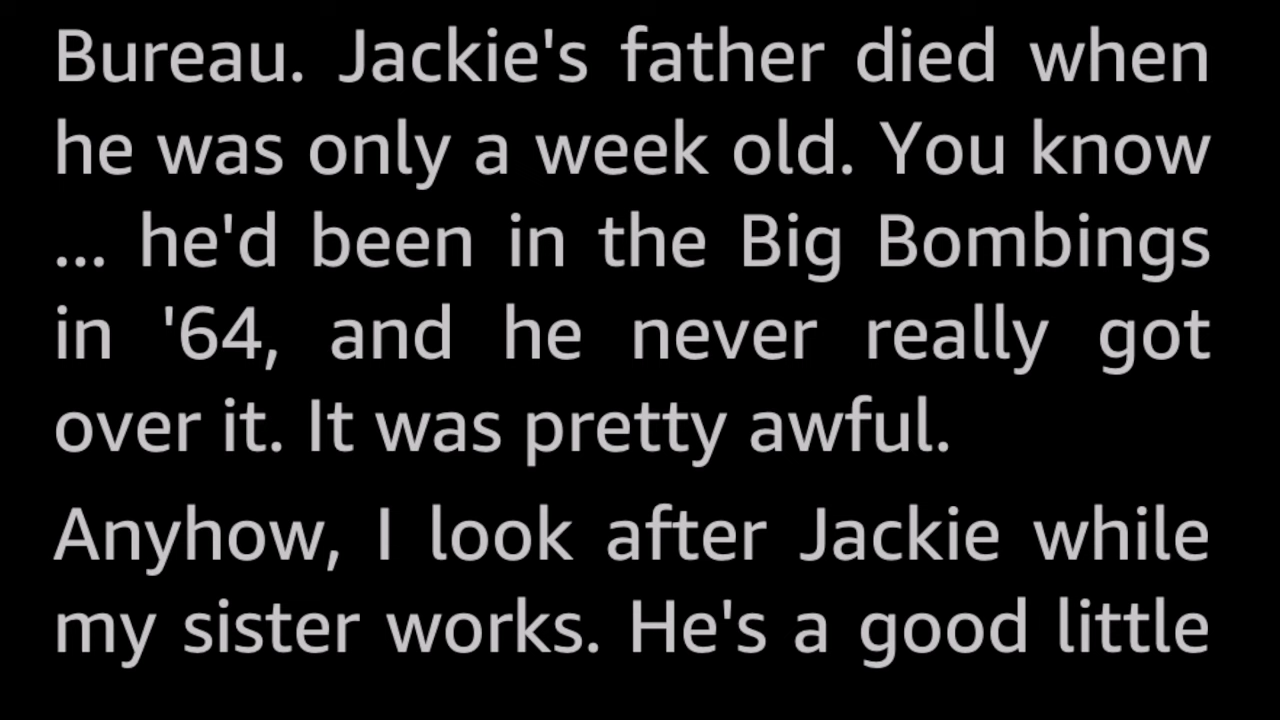 Bureau. Jackie's father died when
he was only a week old. You know
... he'd been in the Big Bombings
in '64, and he never really got
over it. It was pretty awful.
Anyhow, I look after Jackie while
my sister works. He's a good little